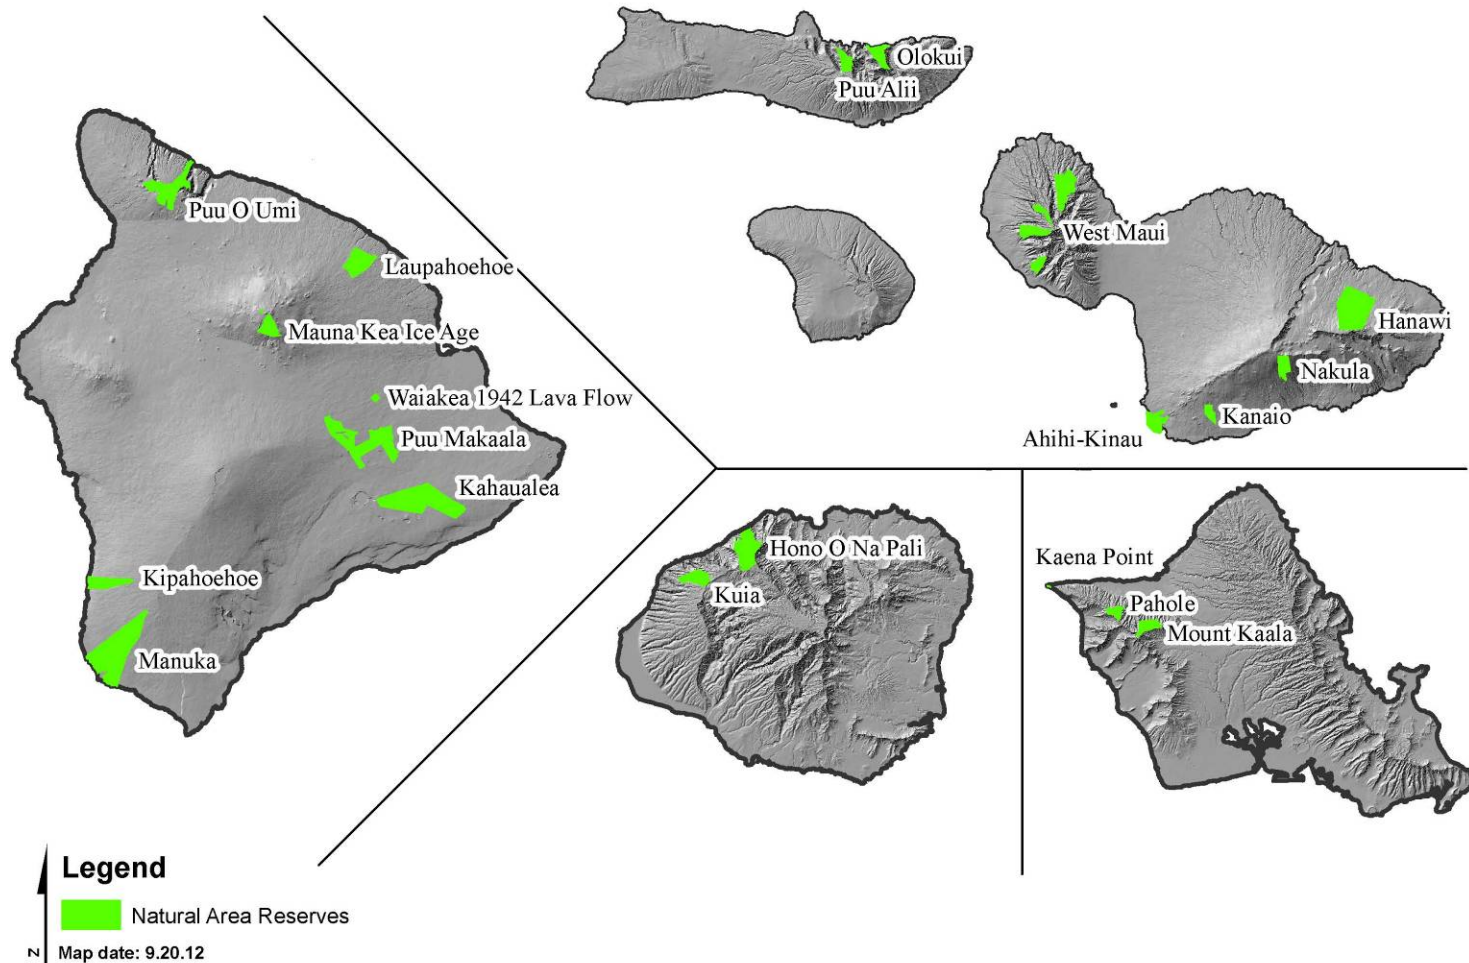 Olokui
Puu Alii
Puu O Umi
Laupahoehoe
Mauna Kea Ice Age
Waiakea 1942 Lava Flow
Puu Makaala
Kahaualea
Kipahoehoe
Manuka
West Maui
Hanawi
Nakula
Kanaio
Ahihi-Kinau
Hono O Na Pali
Kuia
Kaena Point
Pahole
Mount Kaala
Legend
Natural Area Reserves
Z
Map date: 9.20.12